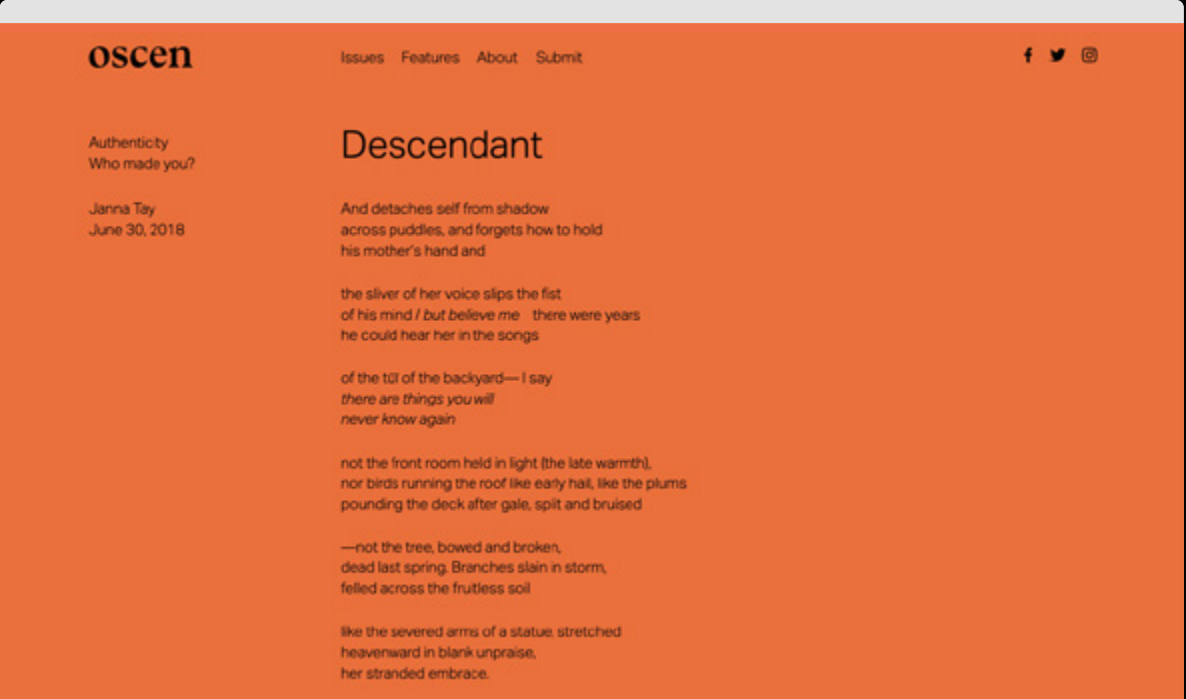 oscen
Issues Features About Submit
Authenticity
Who made you?
Janna Tay
June 30, 2018
Descendant
And detaches self from shadow
across puddles, and forgets how to hold
his mother's hand and
the sliver of her voice slips the fist
of his mind / but believe me there were years
he could hear her in the songs
of the tūī of the backyard— I say
there are things you will
never know again
not the front room held in light (the late warmth),
nor birds running the roof like early hail, like the plums
pounding the deck after gale, split and bruised
—not the tree, bowed and broken,
dead last spring. Branches slain in storm,
felled across the fruitless soil
like the severed arms of a statue, stretched
heavenward in blank unpraise,
her stranded embrace.